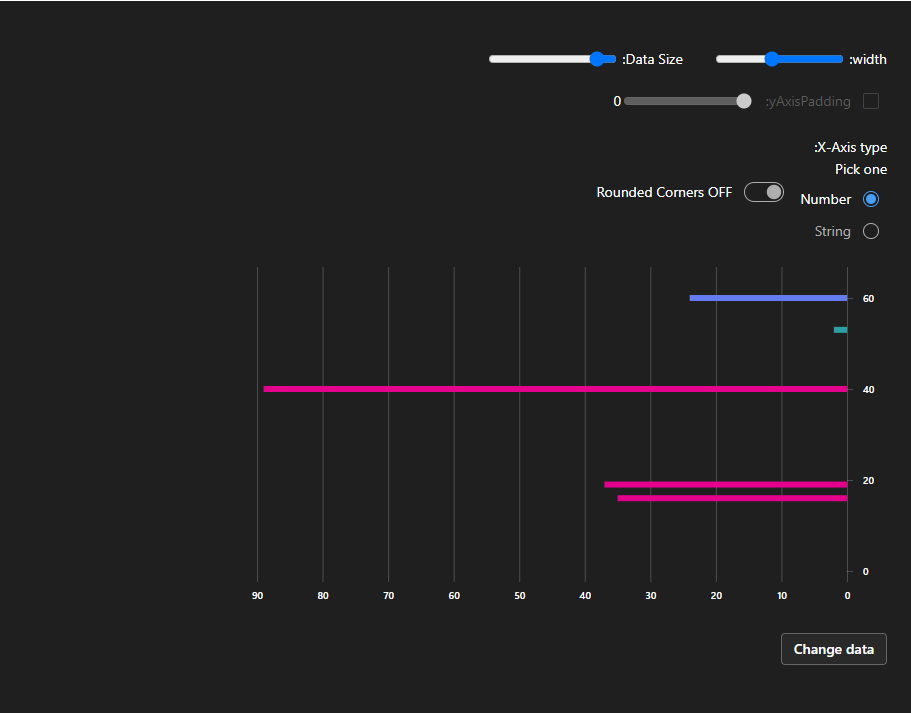 :width
:Data Size
:yAxisPadding
0
:X-Axis type
Pick one
Number
Rounded Corners OFF
String
60
40
20
0
90 80 70 60 50 40 30 20 10 0
Change data